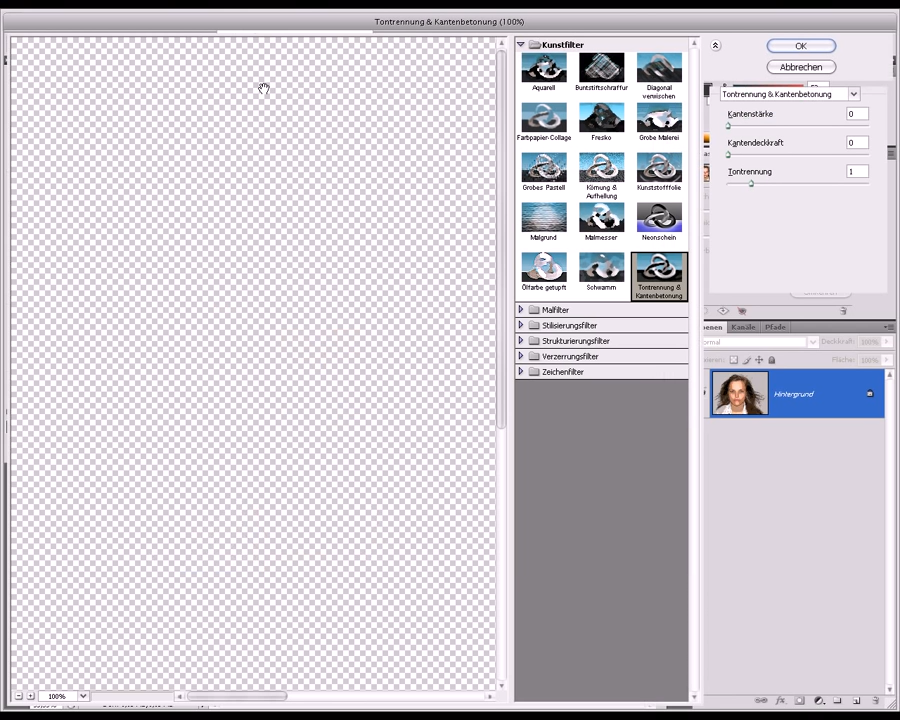 Tontrennung & Kantenbetonung (100%)
Kunstfilter
Aquarell
Buntstiftschraffur
Diagonal verwischen
Farbpapier-Collage
Fresko
Grobe Malerei
Grobes Pastell
Körnung & Aufhellung
Kunststofffolie
Malgrund
Malmesser
Neonschein
Ölfarbe getupft
Schwamm
Tontrennung & Kantenbetonung
Malfilter
Stilisierungsfilter
Strukturierungsfilter
Verzerrungsfilter
Zeichenfilter
OK
Abbrechen
Tontrennung & Kantenbetonung
Kantenstärke 0
Kantendeckkraft 0
Tontrennung 1
Kanäle
Pfade
Deckkraft: 100%
Fläche: 100%
Hintergrund
100%